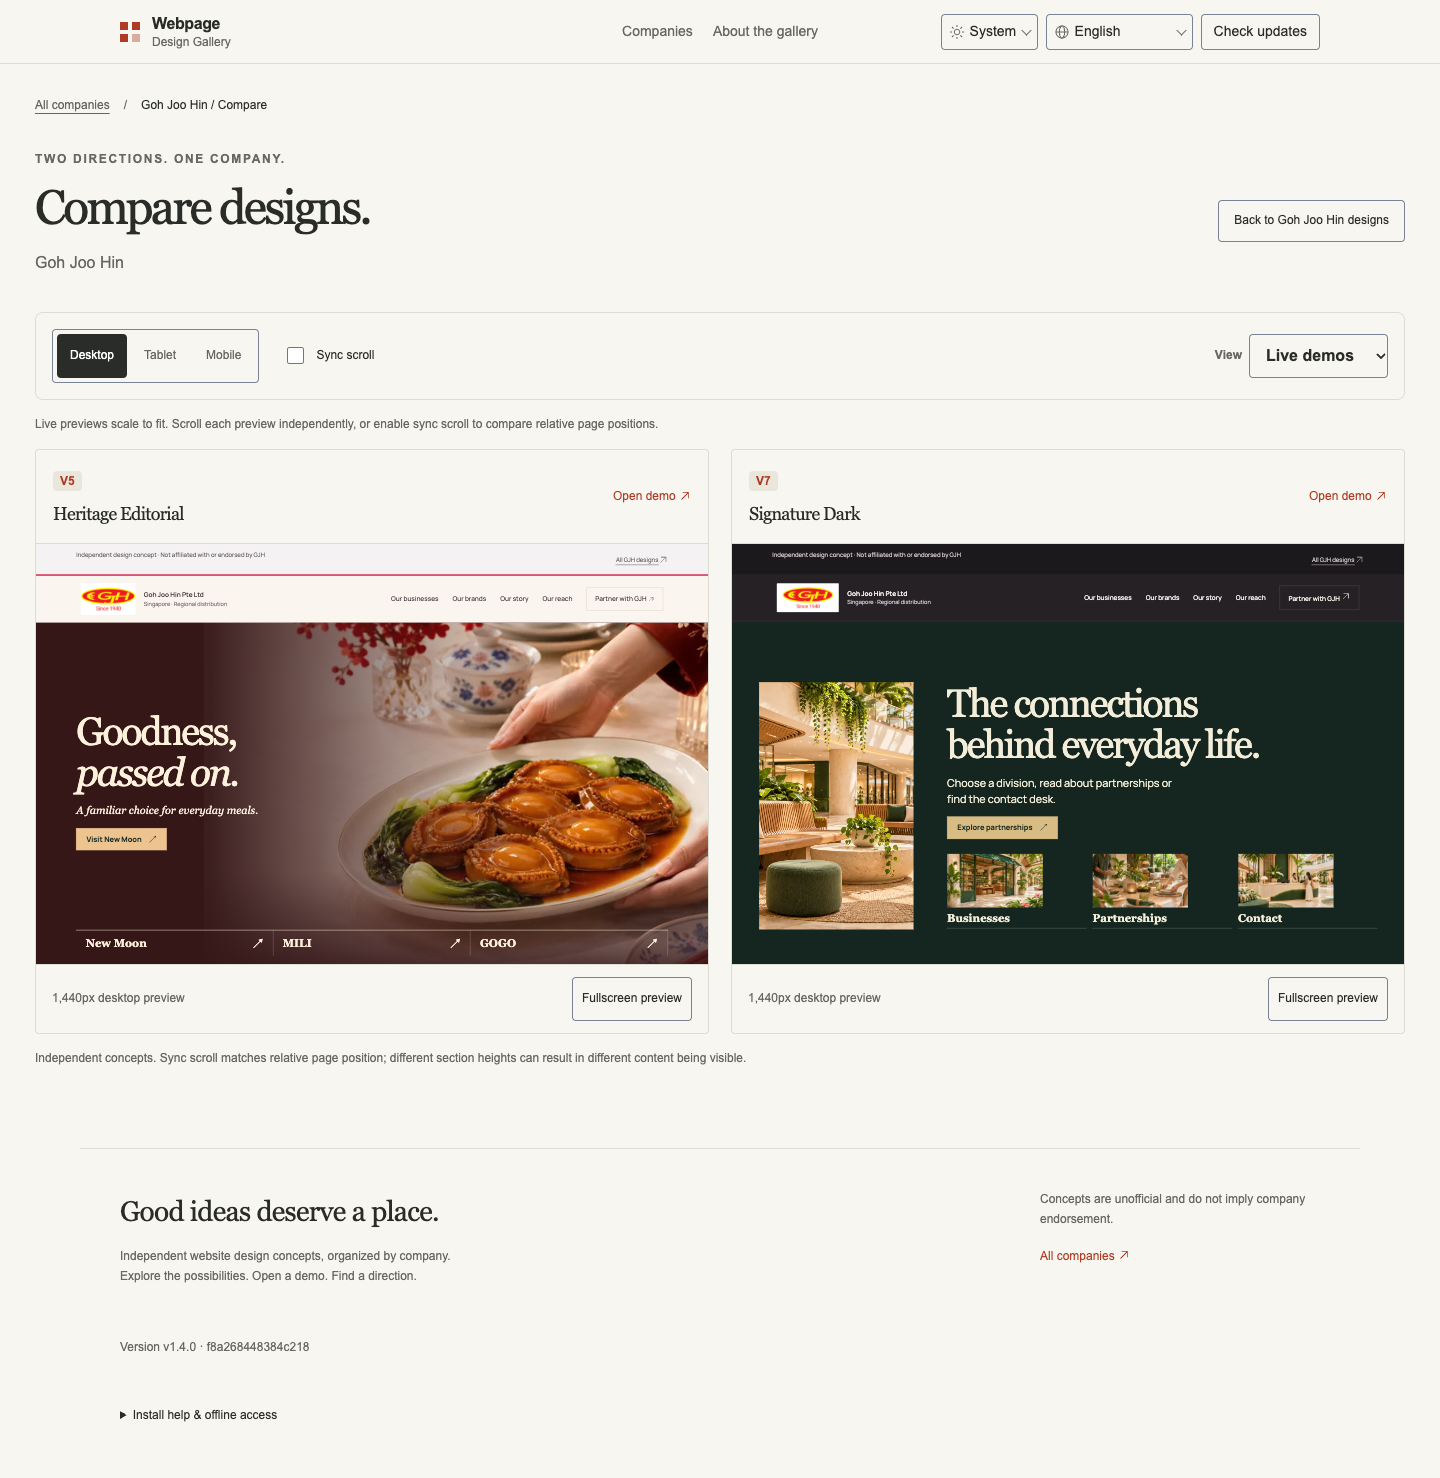 Webpage
Design Gallery
Companies
About the gallery
System
English
Check updates
All companies / Goh Joo Hin / Compare
TWO DIRECTIONS. ONE COMPANY.
Compare designs.
Goh Joo Hin
Back to Goh Joo Hin designs
Desktop
Tablet
Mobile
Sync scroll
View
Live demos
Live previews scale to fit. Scroll each preview independently, or enable sync scroll to compare relative page positions.
V5
Heritage Editorial
Open demo
Independent design concept · Not affiliated with or endorsed by GJH
All GJH designs
GJH
Since 1940
Goh Joo Hin Pte Ltd
Singapore · Regional distribution
Our businesses
Our brands
Our story
Our reach
Partner with GJH
Goodness,
passed on.
A familiar choice for everyday meals.
Visit New Moon
New Moon
MILI
GOGO
1,440px desktop preview
Fullscreen preview
V7
Signature Dark
Open demo
Independent design concept · Not affiliated with or endorsed by GJH
All GJH designs
GJH
Since 1940
Goh Joo Hin Pte Ltd
Singapore · Regional distribution
Our businesses
Our brands
Our story
Our reach
Partner with GJH
The connections
behind everyday life.
Choose a division, read about partnerships or
find the contact desk.
Explore partnerships
Businesses
Partnerships
Contact
1,440px desktop preview
Fullscreen preview
Independent concepts. Sync scroll matches relative page position; different section heights can result in different content being visible.
Good ideas deserve a place.
Independent website design concepts, organized by company.
Explore the possibilities. Open a demo. Find a direction.
Concepts are unofficial and do not imply company
endorsement.
All companies
Version v1.4.0 · f8a268448384c218
Install help & offline access